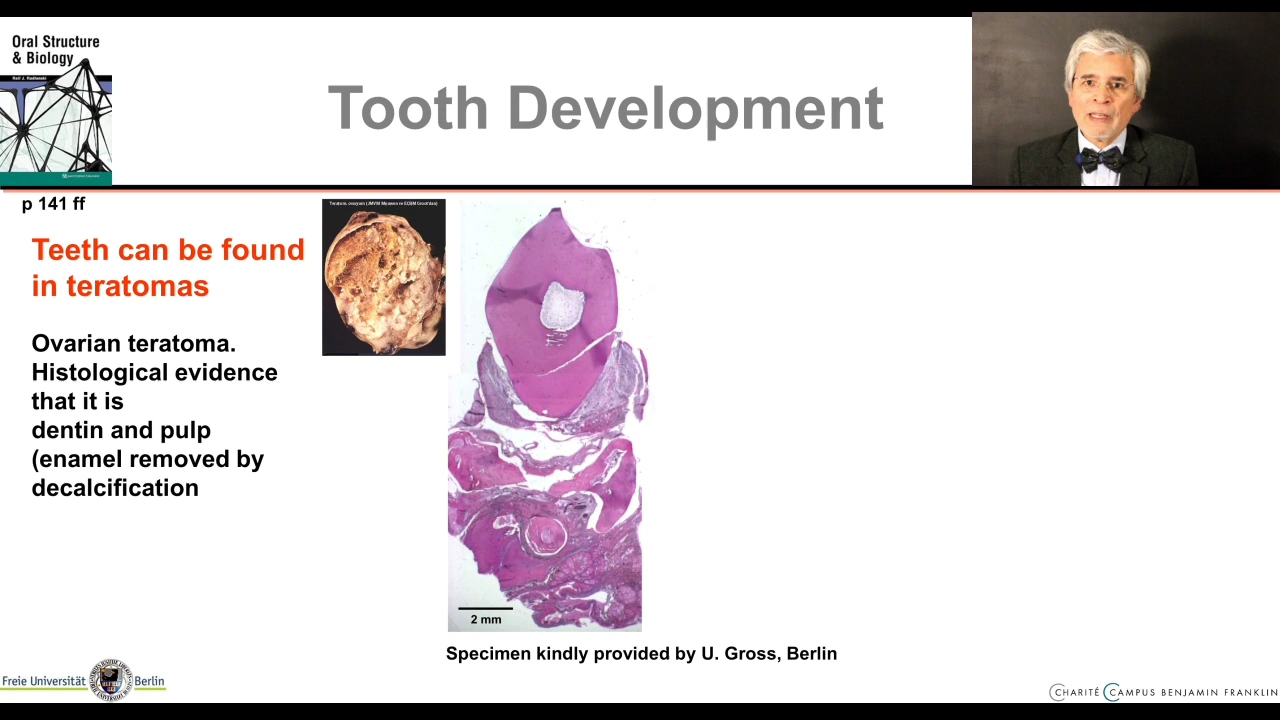 Oral Structure
& Biology
Ralf J. Radlanski
Tooth Development
p 141 ff
Teeth can be found
in teratomas
Ovarian teratoma.
Histological evidence
that it is
dentin and pulp
(enamel removed by
decalcification
2 mm
Specimen kindly provided by U. Gross, Berlin
Freie Universität Berlin
CHARITÉ CAMPUS BENJAMIN FRANKLIN